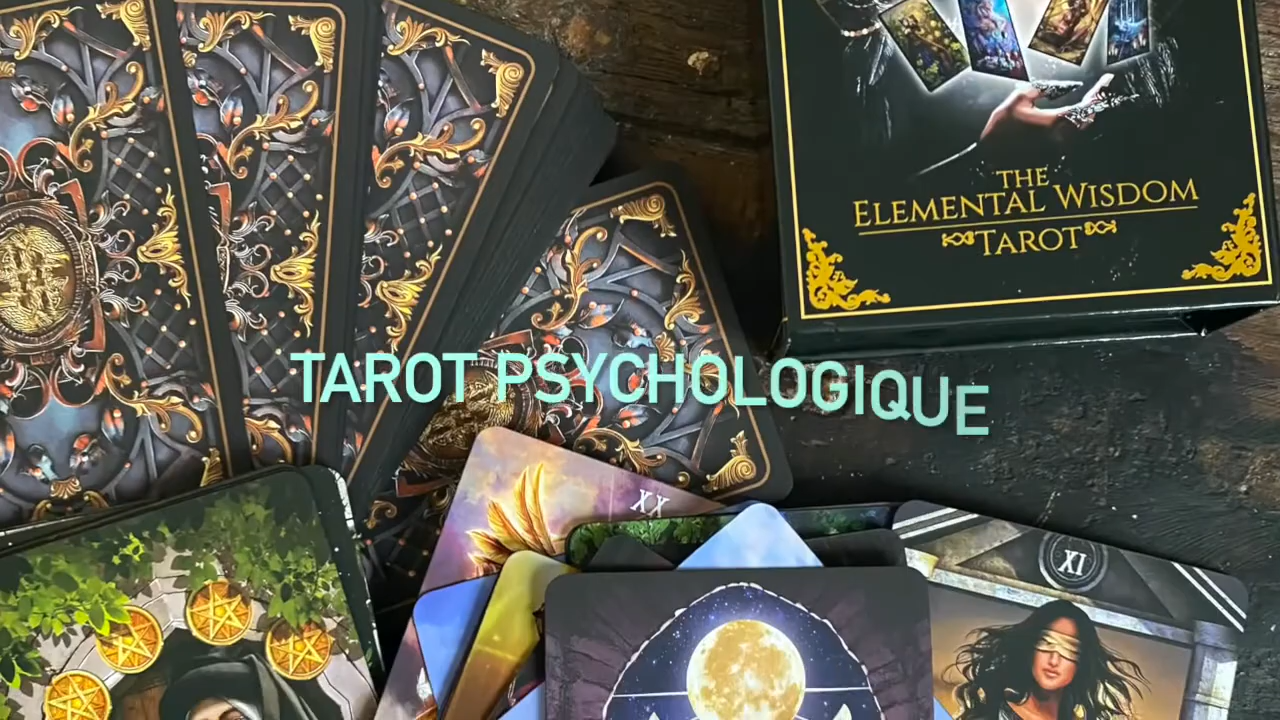 THE
ELEMENTAL WISDOM
TAROT
TAROT PSYCHOLOGIQUE
XX
XI